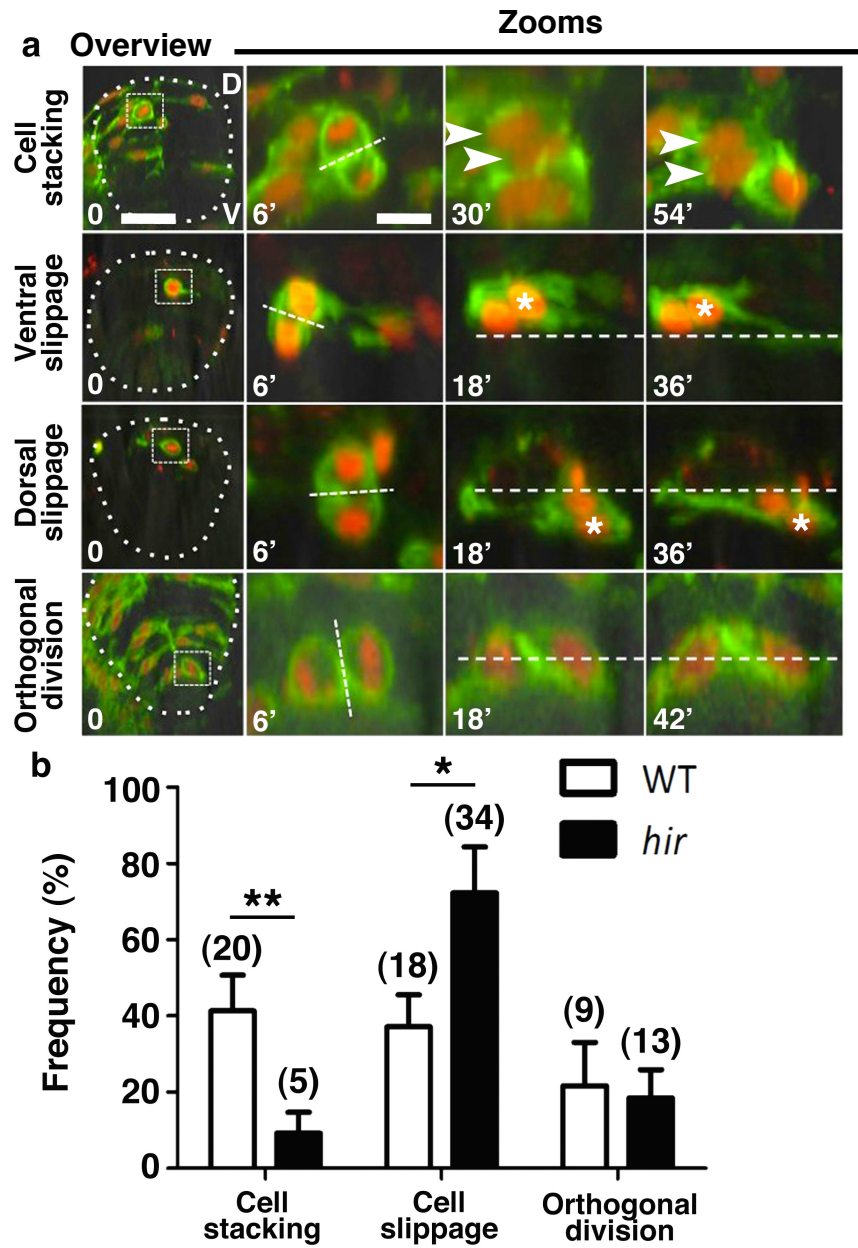 a Overview Zooms
Cell stacking
D
V
0
6’
30’
54’
Ventral slippage
0
6’
*
18’
*
36’
Dorsal slippage
0
6’
*
18’
*
36’
Orthogonal division
0
6’
18’
42’
b
Frequency (%)
100
80
60
40
20
0
WT
hir
**
(20)
(5)
*
(18)
(34)
(9)
(13)
Cell stacking
Cell slippage
Orthogonal division